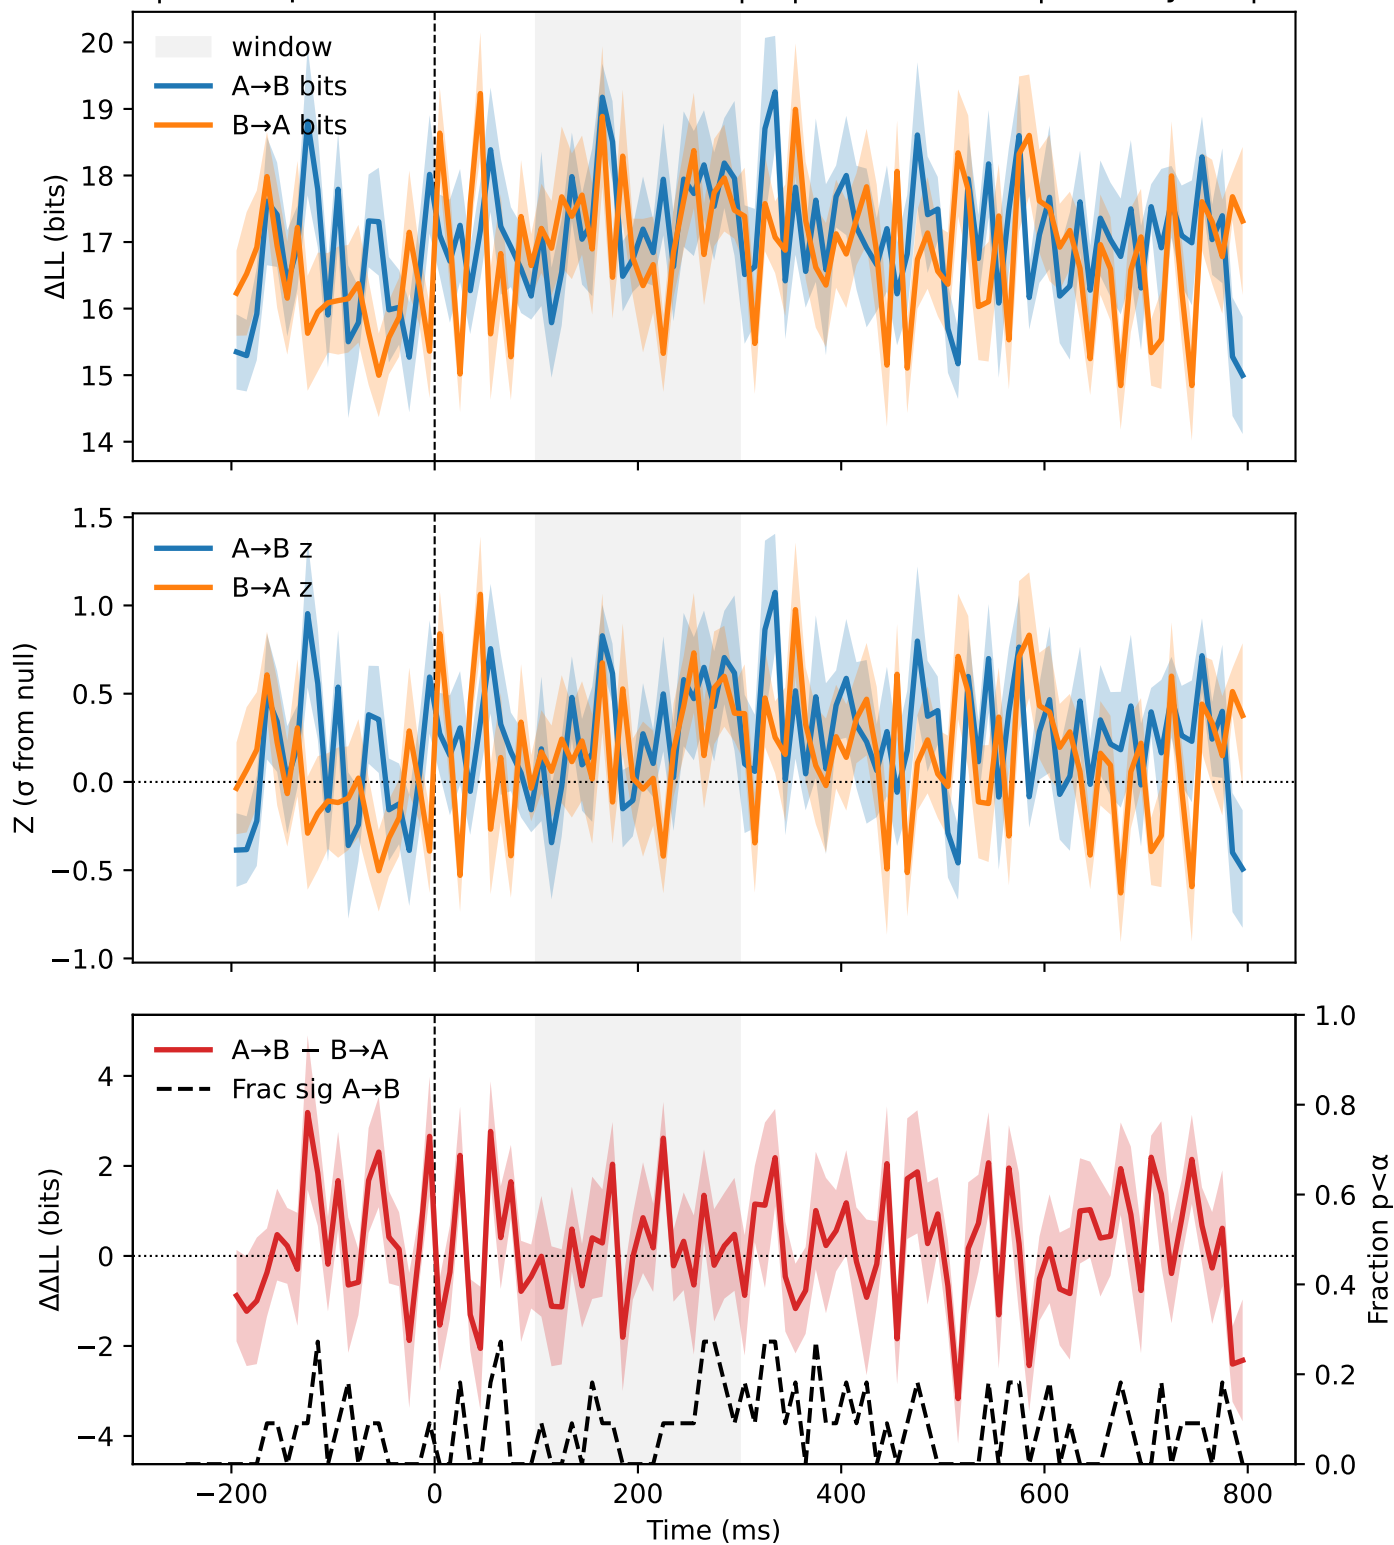 window
A→B bits
B→A bits
ΔLL (bits)
20
19
18
17
16
15
14
A→B z
B→A z
Z (σ from null)
1.5
1.0
0.5
0.0
−0.5
−1.0
A→B − B→A
Frac sig A→B
ΔΔLL (bits)
4
2
0
−2
−4
1.0
0.8
0.6
0.4
0.2
0.0
Fraction p<α
−200
0
200
400
600
800
Time (ms)